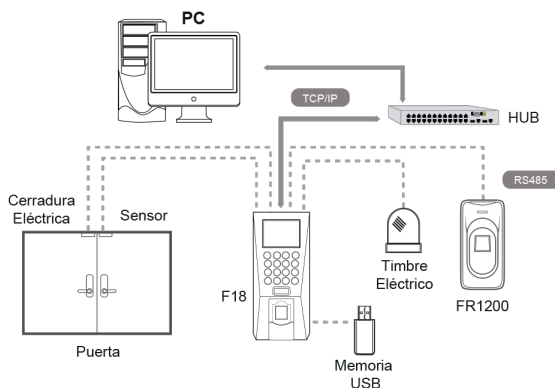 PC
TCP/IP
HUB
RS485
Cerradura
Eléctrica
Sensor
F18
Timbre
Eléctrico
FR1200
Puerta
Memoria
USB